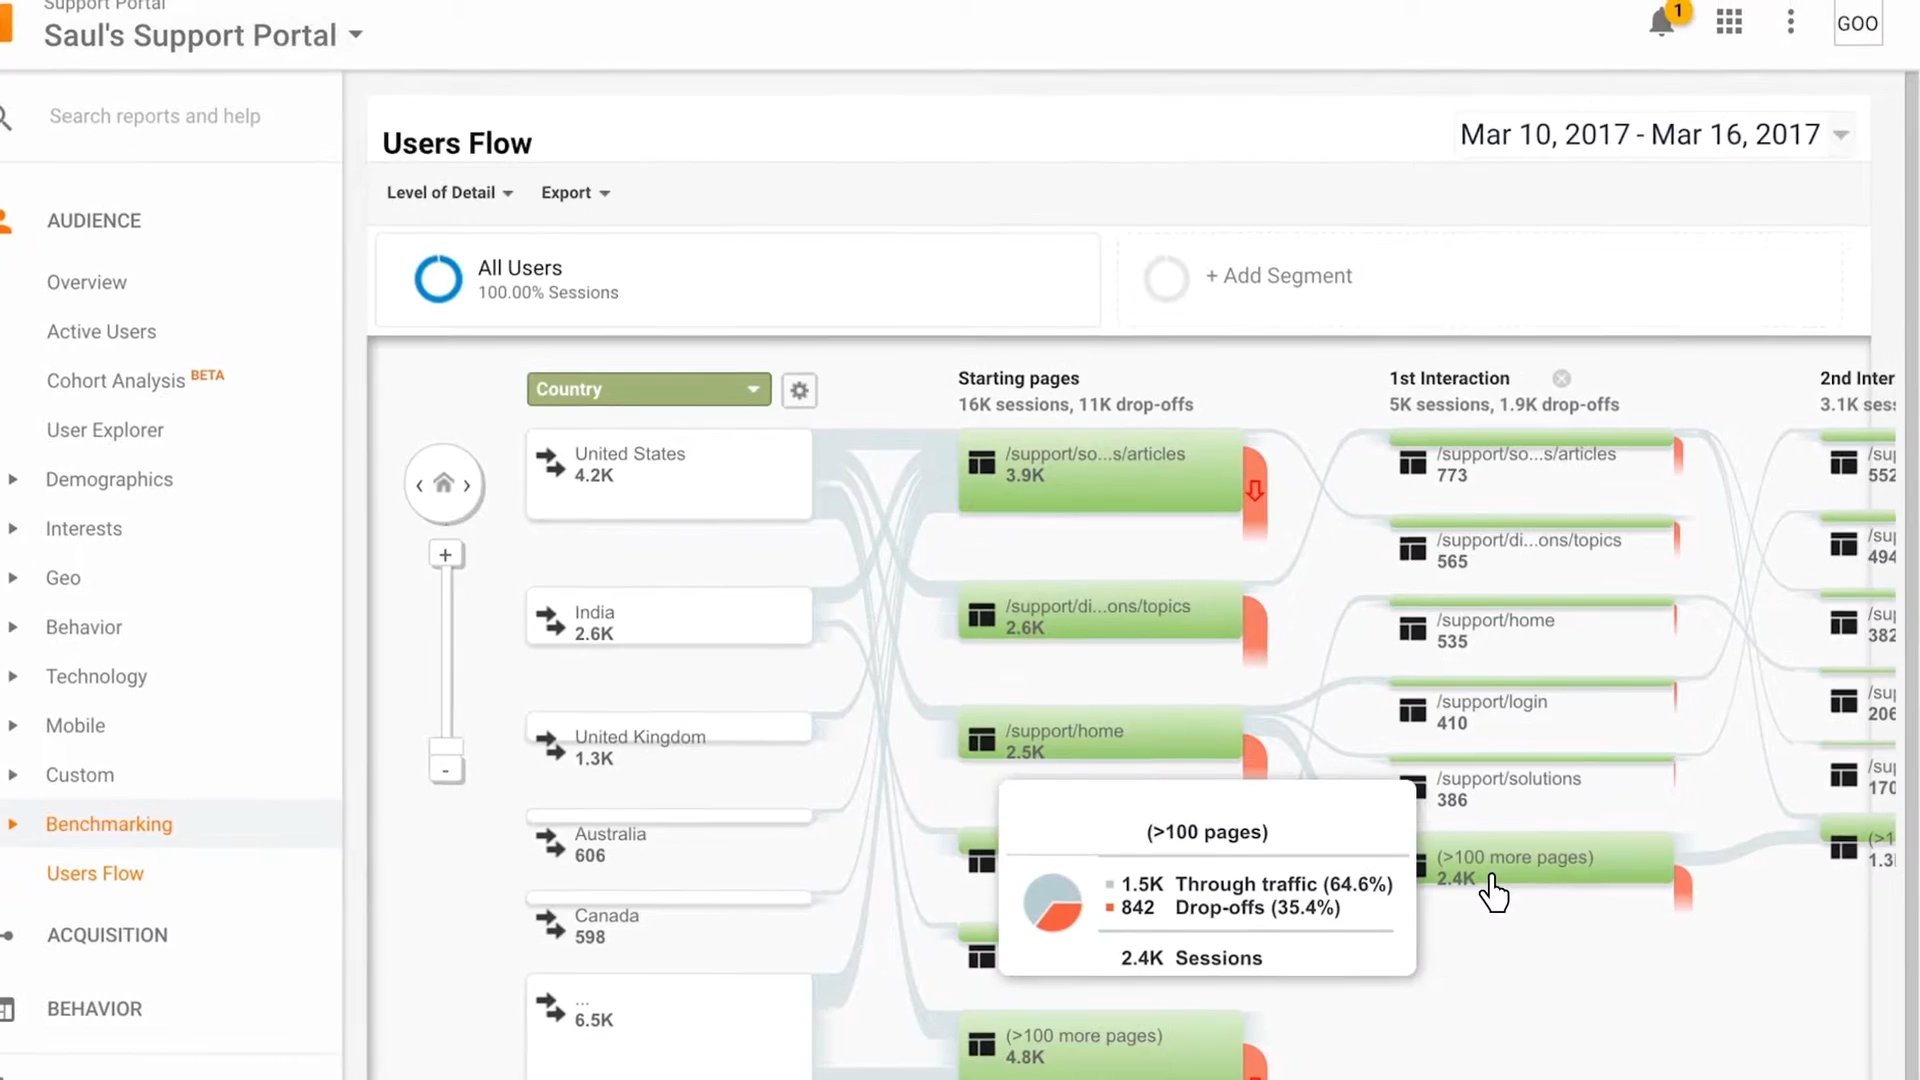 Support Portal
Saul's Support Portal
1
GOO
Search reports and help
Users Flow
Mar 10, 2017 - Mar 16, 2017
Level of Detail
Export
AUDIENCE
Overview
Active Users
Cohort Analysis BETA
User Explorer
Demographics
Interests
Geo
Behavior
Technology
Mobile
Custom
Benchmarking
Users Flow
ACQUISITION
BEHAVIOR
All Users
100.00% Sessions
+ Add Segment
Country
+
-
United States
4.2K
India
2.6K
United Kingdom
1.3K
Australia
606
Canada
598
...
6.5K
Starting pages
16K sessions, 11K drop-offs
/support/so...s/articles
3.9K
/support/di...ons/topics
2.6K
/support/home
2.5K
(>100 more pages)
4.8K
1st Interaction
5K sessions, 1.9K drop-offs
/support/so...s/articles
773
/support/di...ons/topics
565
/support/home
535
/support/login
410
/support/solutions
386
(>100 more pages)
2.4K
(>100 pages)
1.5K Through traffic (64.6%)
842 Drop-offs (35.4%)
2.4K Sessions
2nd Inter
3.1K sess
/sup
552
/sup
494
/sup
382
/sup
206
/sup
170
(>1
1.3